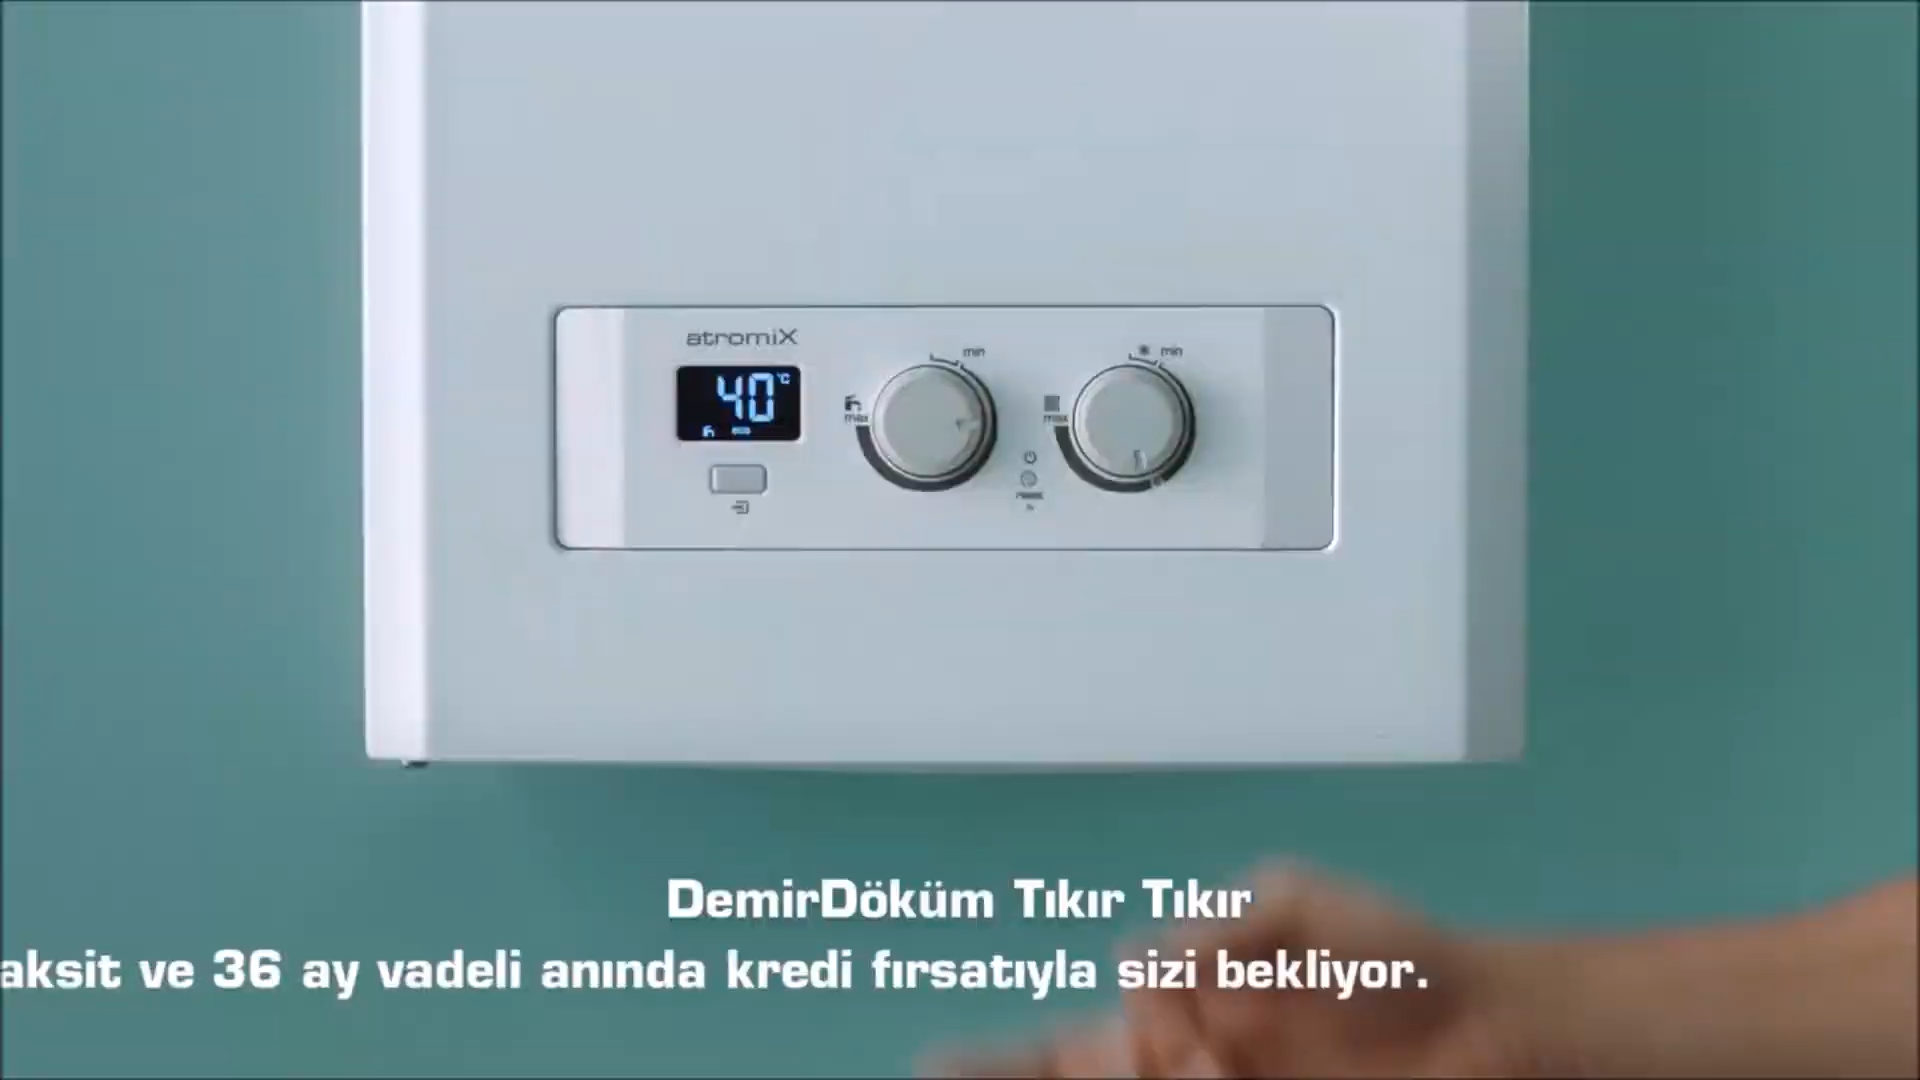 atromiX
40 °C
min
max
min
max
DemirDöküm Tıkır Tıkır
aksit ve 36 ay vadeli anında kredi fırsatıyla sizi bekliyor.